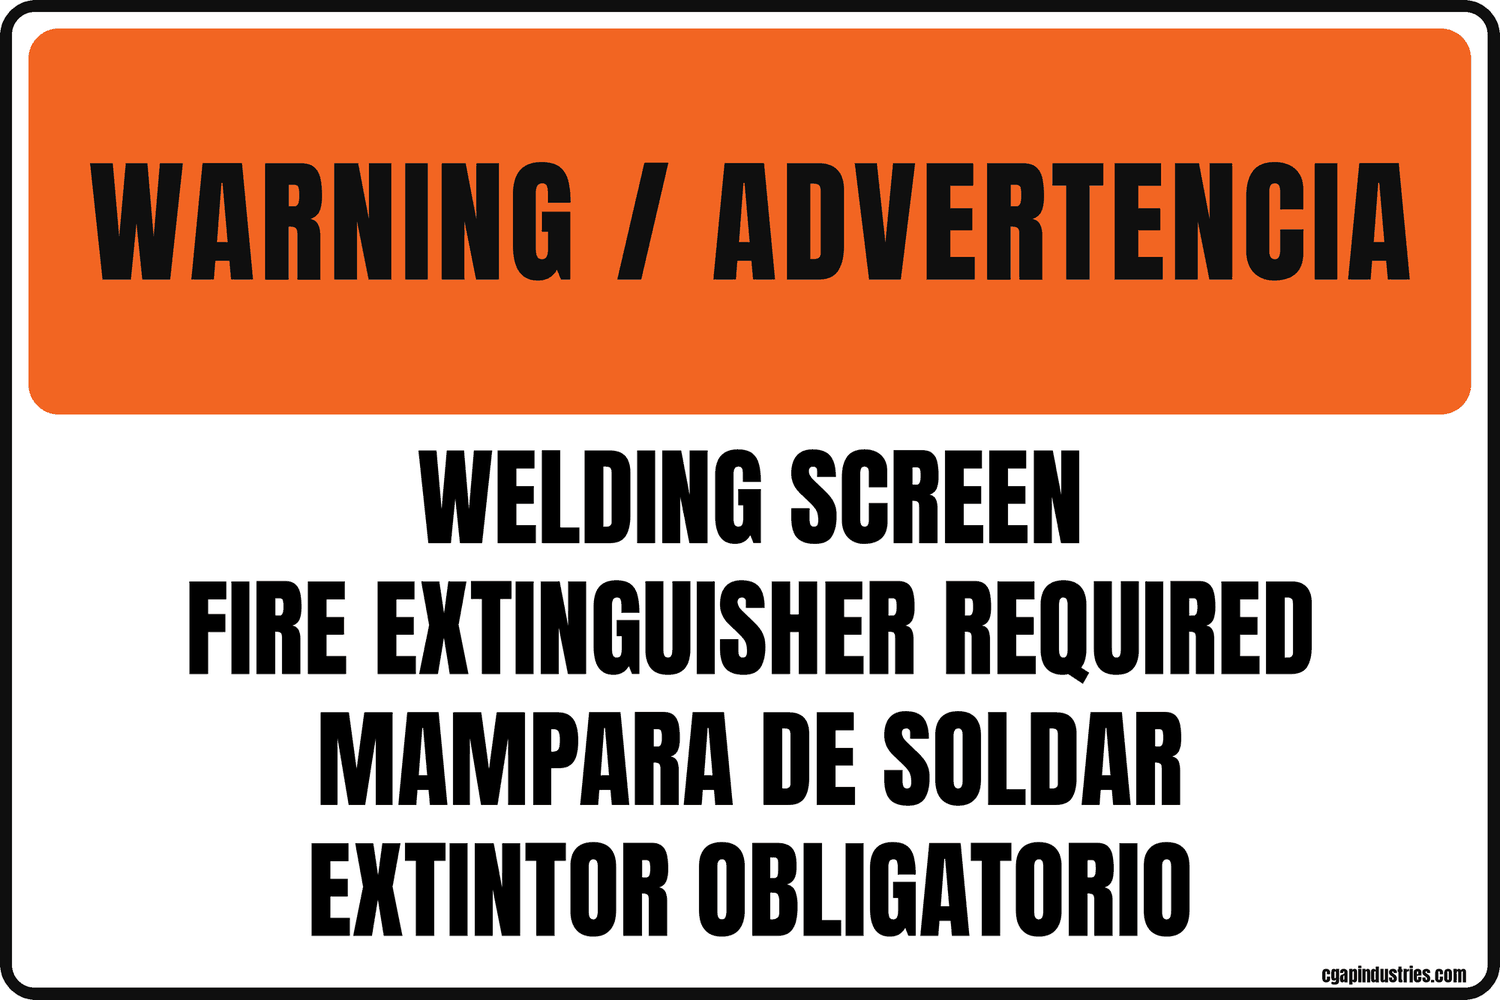 WARNING / ADVERTENCIA
WELDING SCREEN
FIRE EXTINGUISHER REQUIRED
MAMPARA DE SOLDAR
EXTINTOR OBLIGATORIO
cgapindustries.com